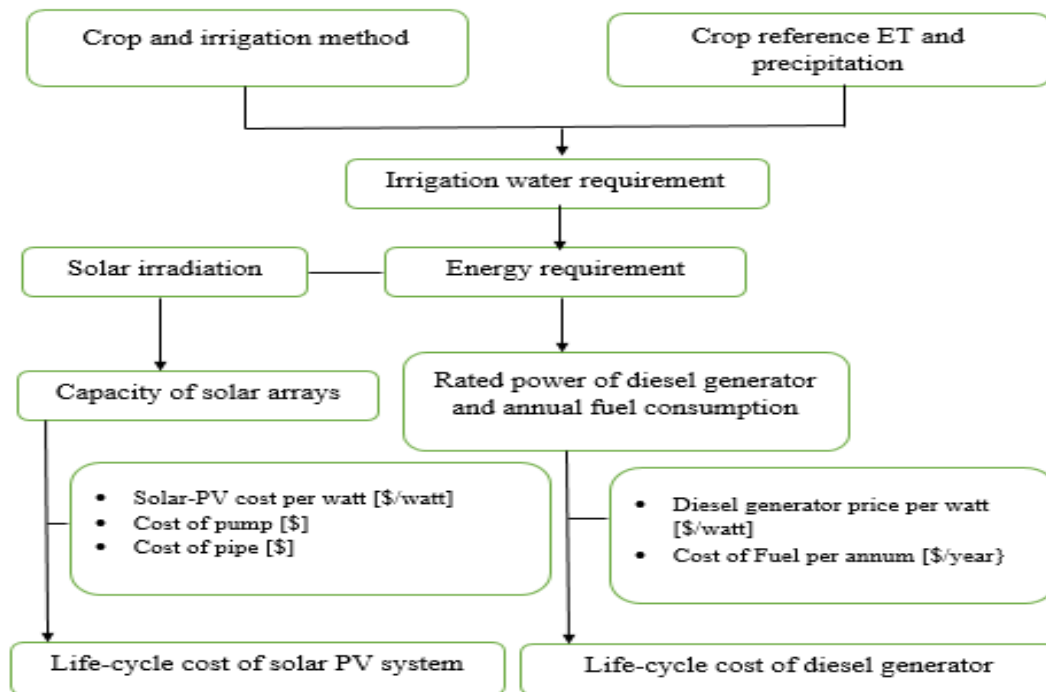 Crop and irrigation method
Crop reference ET and
precipitation
Irrigation water requirement
Solar irradiation
Energy requirement
Capacity of solar arrays
Rated power of diesel generator
and annual fuel consumption
• Solar-PV cost per watt [$/watt]
• Cost of pump [$]
• Cost of pipe [$]
• Diesel generator price per watt
[$/watt]
• Cost of Fuel per annum [$/year}
Life-cycle cost of solar PV system
Life-cycle cost of diesel generator